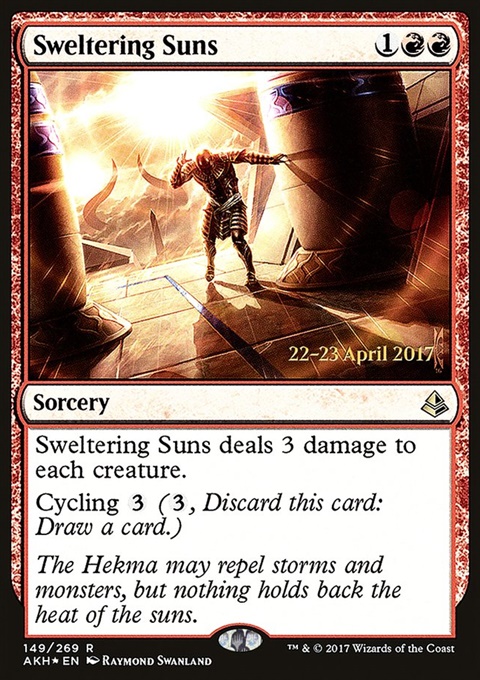 Sweltering Suns 1
22–23 April 2017
Sorcery
Sweltering Suns deals 3 damage to
each creature.
Cycling 3 (3, Discard this card:
Draw a card.)
The Hekma may repel storms and
monsters, but nothing holds back the
heat of the suns.
149/269 R
AKH★EN Raymond Swanland
™ & © 2017 Wizards of the Coast